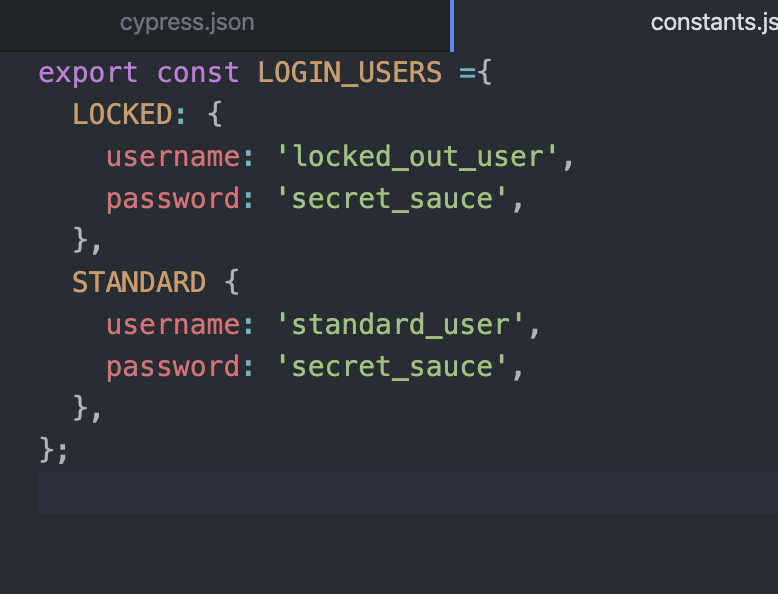 cypress.json
constants.js
export const LOGIN_USERS ={
  LOCKED: {
    username: 'locked_out_user',
    password: 'secret_sauce',
  },
  STANDARD {
    username: 'standard_user',
    password: 'secret_sauce',
  },
};